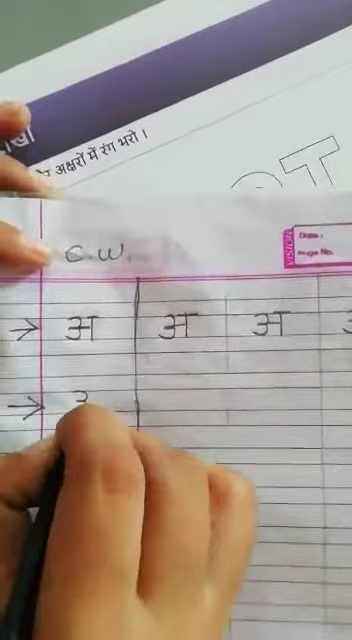 अक्षरों में रंग भरो ।
C.W.
VISION
Date :
Page No.
→ अ अ अ
→